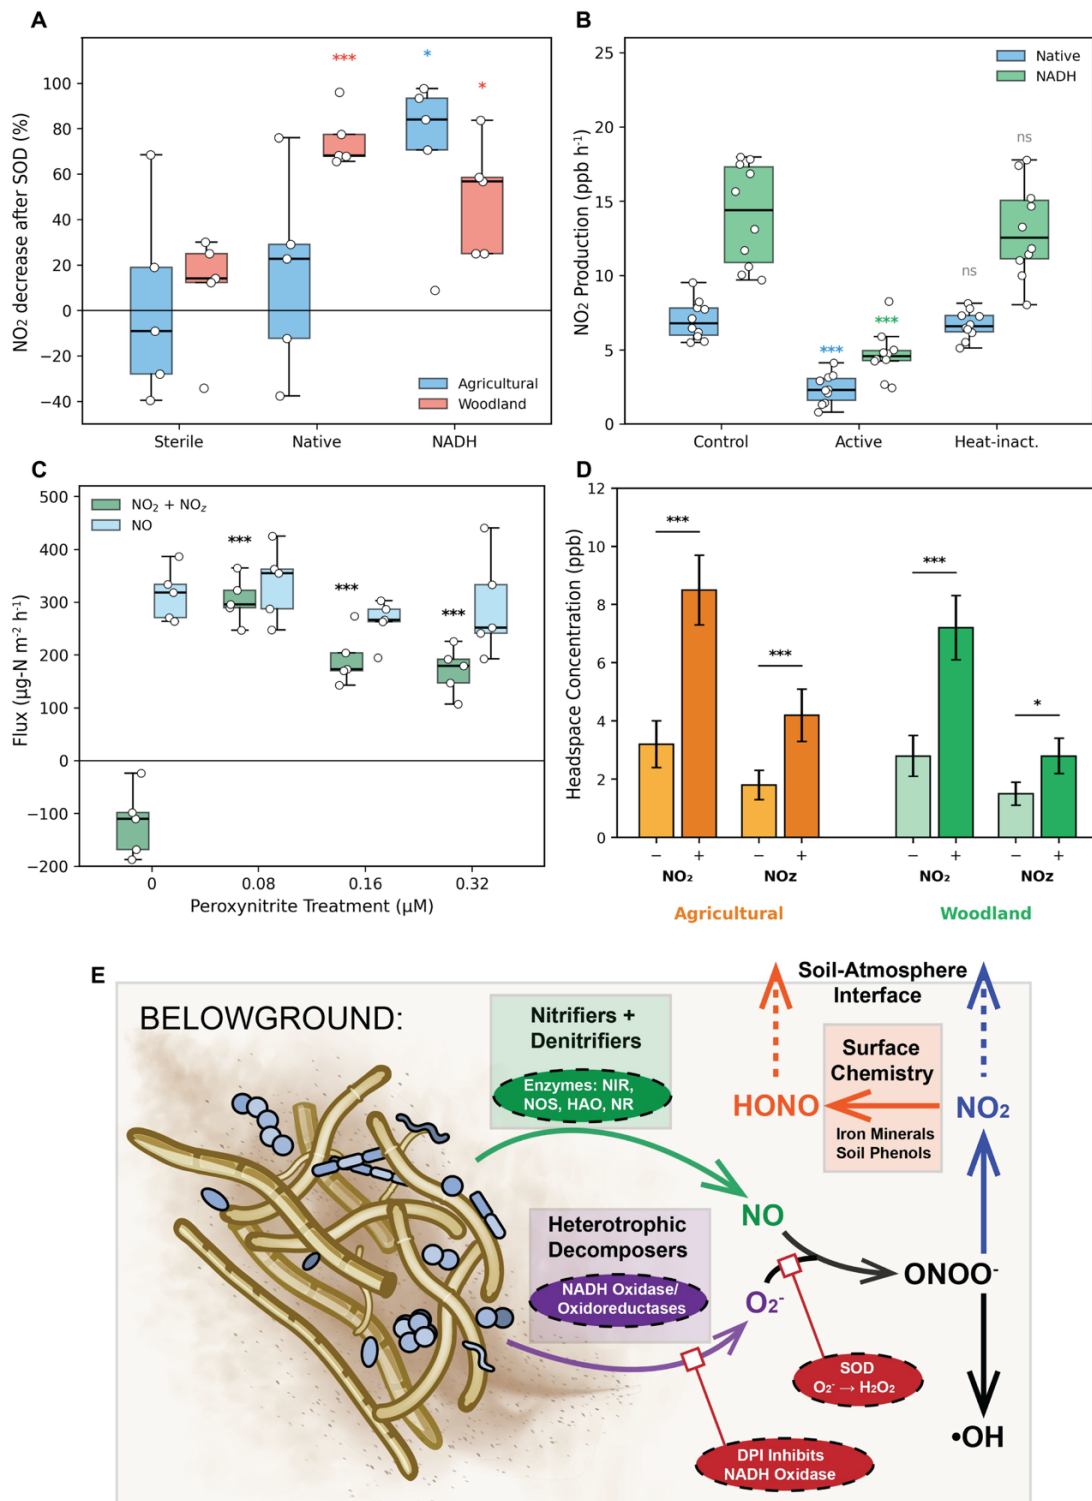 A
NO₂ decrease after SOD (%)
100
80
60
40
20
0
−20
−40
***
*
*
Agricultural
Woodland
Sterile
Native
NADH
B
NO₂ Production (ppb h⁻¹)
25
20
15
10
5
0
Native
NADH
***
***
ns
ns
Control
Active
Heat-inact.
C
Flux (µg-N m⁻² h⁻¹)
500
400
300
200
100
0
−100
−200
NO₂ + NO_z
NO
***
***
***
0
0.08
0.16
0.32
Peroxynitrite Treatment (µM)
D
Headspace Concentration (ppb)
12
10
8
6
4
2
0
***
***
***
*
− + − + − + − +
NO₂ NOz NO₂ NOz
Agricultural Woodland
E
BELOWGROUND:
Nitrifiers +
Denitrifiers
Enzymes: NIR,
NOS, HAO, NR
Soil-Atmosphere
Interface
Surface
Chemistry
HONO
NO₂
Iron Minerals
Soil Phenols
NO
Heterotrophic
Decomposers
NADH Oxidase/
Oxidoreductases
O₂⁻
ONOO⁻
SOD
O₂⁻ → H₂O₂
•OH
DPI Inhibits
NADH Oxidase